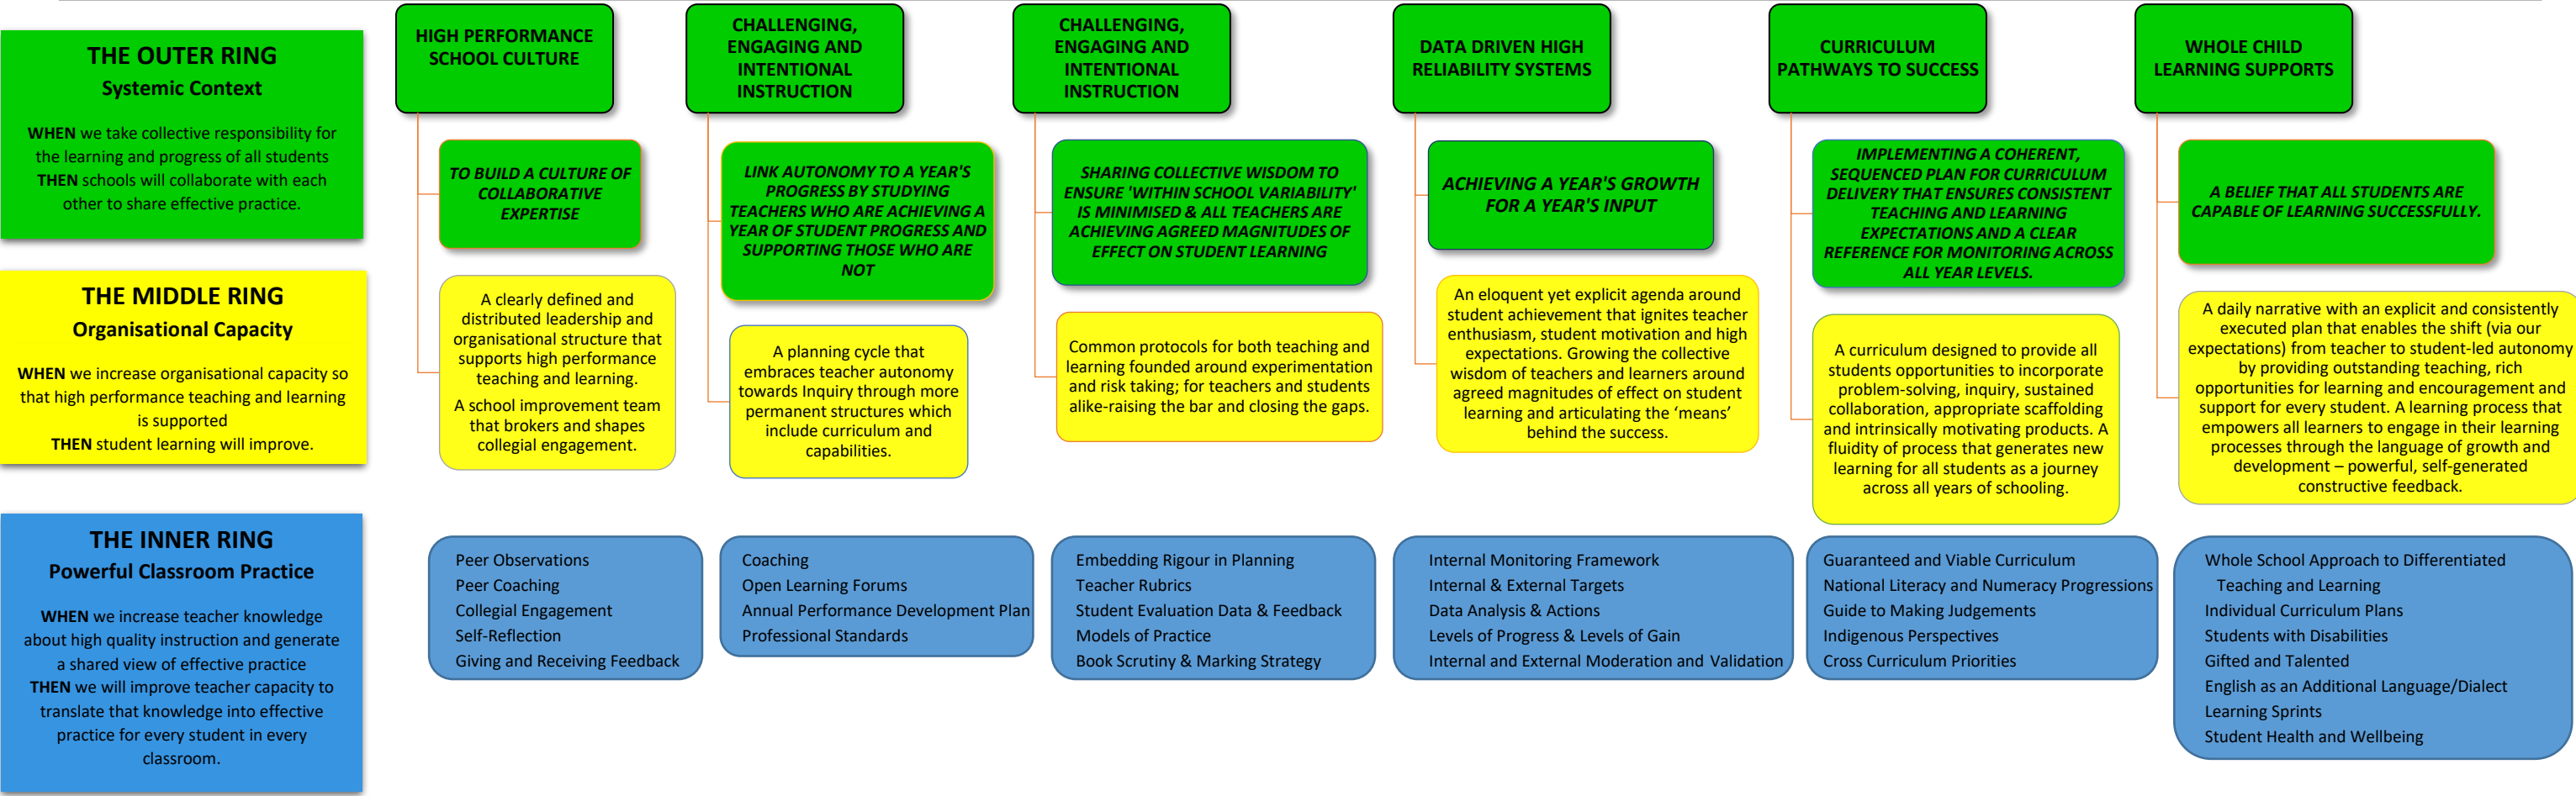 THE OUTER RING
Systemic Context
WHEN we take collective responsibility for
the learning and progress of all students
THEN schools will collaborate with each
other to share effective practice.
THE MIDDLE RING
Organisational Capacity
WHEN we increase organisational capacity so
that high performance teaching and learning
is supported
THEN student learning will improve.
THE INNER RING
Powerful Classroom Practice
WHEN we increase teacher knowledge
about high quality instruction and generate
a shared view of effective practice
THEN we will improve teacher capacity to
translate that knowledge into effective
practice for every student in every
classroom.
HIGH PERFORMANCE
SCHOOL CULTURE
TO BUILD A CULTURE OF
COLLABORATIVE
EXPERTISE
A clearly defined and
distributed leadership and
organisational structure that
supports high performance
teaching and learning.
A school improvement team
that brokers and shapes
collegial engagement.
Peer Observations
Peer Coaching
Collegial Engagement
Self-Reflection
Giving and Receiving Feedback
CHALLENGING,
ENGAGING AND
INTENTIONAL
INSTRUCTION
LINK AUTONOMY TO A YEAR'S
PROGRESS BY STUDYING
TEACHERS WHO ARE ACHIEVING A
YEAR OF STUDENT PROGRESS AND
SUPPORTING THOSE WHO ARE
NOT
A planning cycle that
embraces teacher autonomy
towards Inquiry through more
permanent structures which
include curriculum and
capabilities.
Coaching
Open Learning Forums
Annual Performance Development Plan
Professional Standards
CHALLENGING,
ENGAGING AND
INTENTIONAL
INSTRUCTION
SHARING COLLECTIVE WISDOM TO
ENSURE 'WITHIN SCHOOL VARIABILITY'
IS MINIMISED & ALL TEACHERS ARE
ACHIEVING AGREED MAGNITUDES OF
EFFECT ON STUDENT LEARNING
Common protocols for both teaching and
learning founded around experimentation
and risk taking; for teachers and students
alike-raising the bar and closing the gaps.
Embedding Rigour in Planning
Teacher Rubrics
Student Evaluation Data & Feedback
Models of Practice
Book Scrutiny & Marking Strategy
DATA DRIVEN HIGH
RELIABILITY SYSTEMS
ACHIEVING A YEAR'S GROWTH
FOR A YEAR'S INPUT
An eloquent yet explicit agenda around
student achievement that ignites teacher
enthusiasm, student motivation and high
expectations. Growing the collective
wisdom of teachers and learners around
agreed magnitudes of effect on student
learning and articulating the ‘means’
behind the success.
Internal Monitoring Framework
Internal & External Targets
Data Analysis & Actions
Levels of Progress & Levels of Gain
Internal and External Moderation and Validation
CURRICULUM
PATHWAYS TO SUCCESS
IMPLEMENTING A COHERENT,
SEQUENCED PLAN FOR CURRICULUM
DELIVERY THAT ENSURES CONSISTENT
TEACHING AND LEARNING
EXPECTATIONS AND A CLEAR
REFERENCE FOR MONITORING ACROSS
ALL YEAR LEVELS.
A curriculum designed to provide all
students opportunities to incorporate
problem-solving, inquiry, sustained
collaboration, appropriate scaffolding
and intrinsically motivating products. A
fluidity of process that generates new
learning for all students as a journey
across all years of schooling.
Guaranteed and Viable Curriculum
National Literacy and Numeracy Progressions
Guide to Making Judgements
Indigenous Perspectives
Cross Curriculum Priorities
WHOLE CHILD
LEARNING SUPPORTS
A BELIEF THAT ALL STUDENTS ARE
CAPABLE OF LEARNING SUCCESSFULLY.
A daily narrative with an explicit and consistently
executed plan that enables the shift (via our
expectations) from teacher to student-led autonomy
by providing outstanding teaching, rich
opportunities for learning and encouragement and
support for every student. A learning process that
empowers all learners to engage in their learning
processes through the language of growth and
development – powerful, self-generated
constructive feedback.
Whole School Approach to Differentiated
Teaching and Learning
Individual Curriculum Plans
Students with Disabilities
Gifted and Talented
English as an Additional Language/Dialect
Learning Sprints
Student Health and Wellbeing